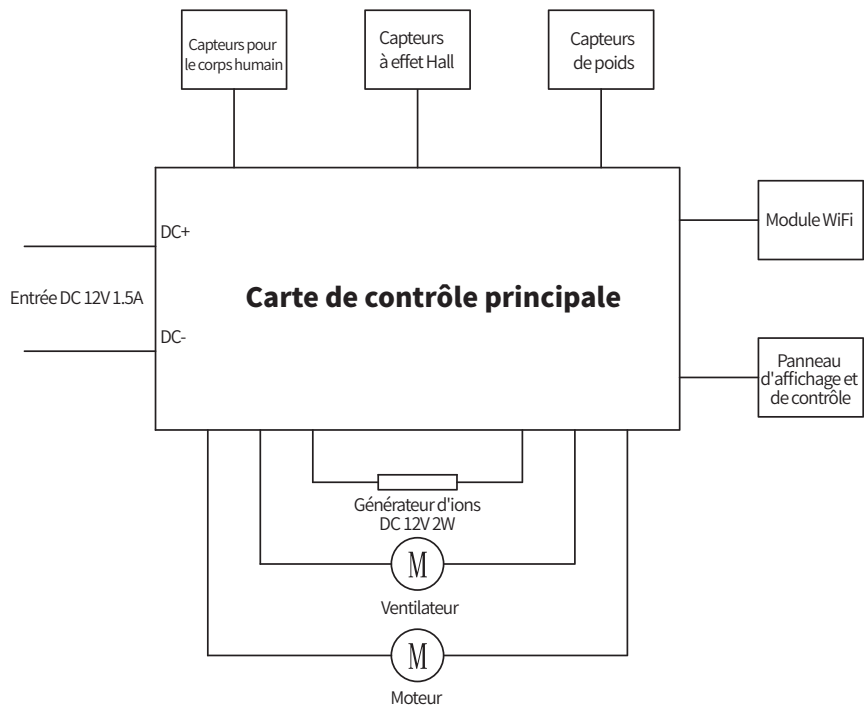 Capteurs pour
le corps humain
Capteurs
à effet Hall
Capteurs
de poids
DC+
Module WiFi
Entrée DC 12V 1.5A
Carte de contrôle principale
DC-
Panneau
d'affichage et
de contrôle
Générateur d'ions
DC 12V 2W
M
Ventilateur
M
Moteur